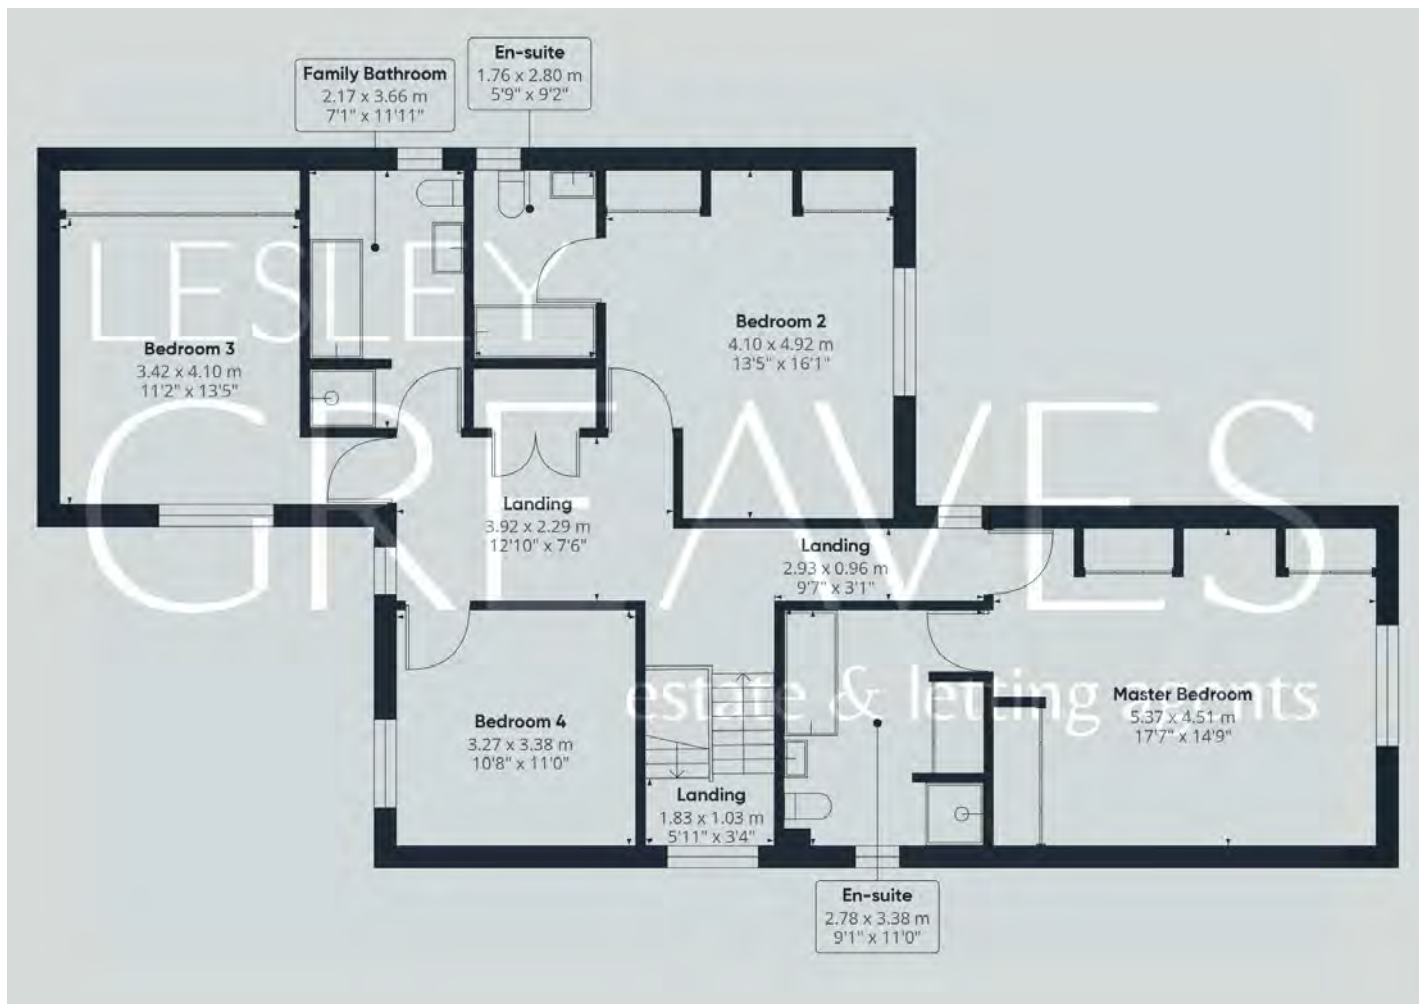 En-suite
1.76 x 2.80 m
5'9" x 9'2"
Family Bathroom
2.17 x 3.66 m
7'1" x 11'11"
LESLEY
GREAVES
estate & letting agents
Bedroom 3
3.42 x 4.10 m
11'2" x 13'5"
Bedroom 2
4.10 x 4.92 m
13'5" x 16'1"
Landing
3.92 x 2.29 m
12'10" x 7'6"
Landing
2.93 x 0.96 m
9'7" x 3'1"
Master Bedroom
5.37 x 4.51 m
17'7" x 14'9"
Bedroom 4
3.27 x 3.38 m
10'8" x 11'0"
Landing
1.83 x 1.03 m
5'11" x 3'4"
En-suite
2.78 x 3.38 m
9'1" x 11'0"